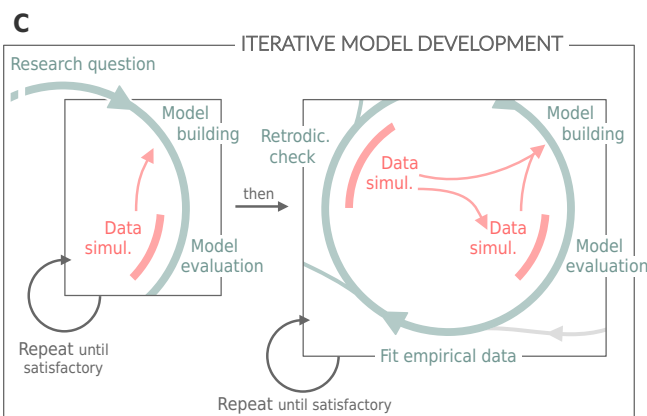 C
ITERATIVE MODEL DEVELOPMENT
Research question
Model
building
Data
simul.
Model
evaluation
Repeat until
satisfactory
then
Retrodic.
check
Data
simul.
Model
building
Data
simul.
Model
evaluation
Fit empirical data
Repeat until satisfactory